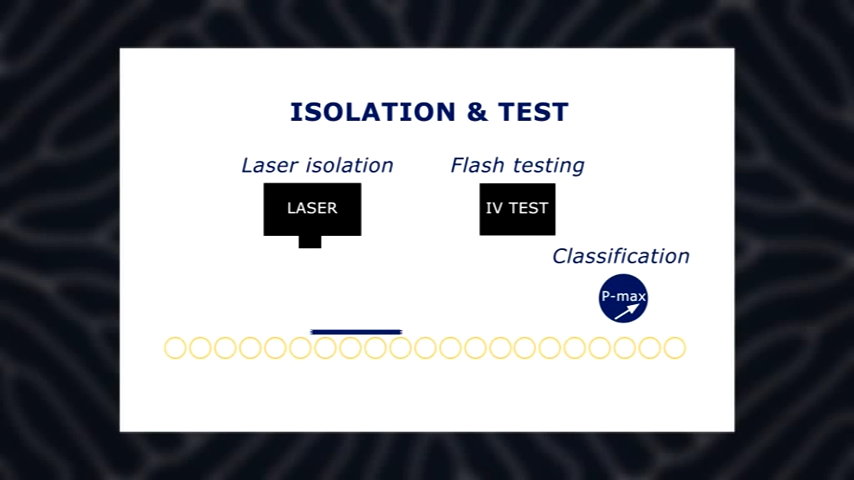 ISOLATION & TEST
Laser isolation
Flash testing
LASER
IV TEST
Classification
P-max